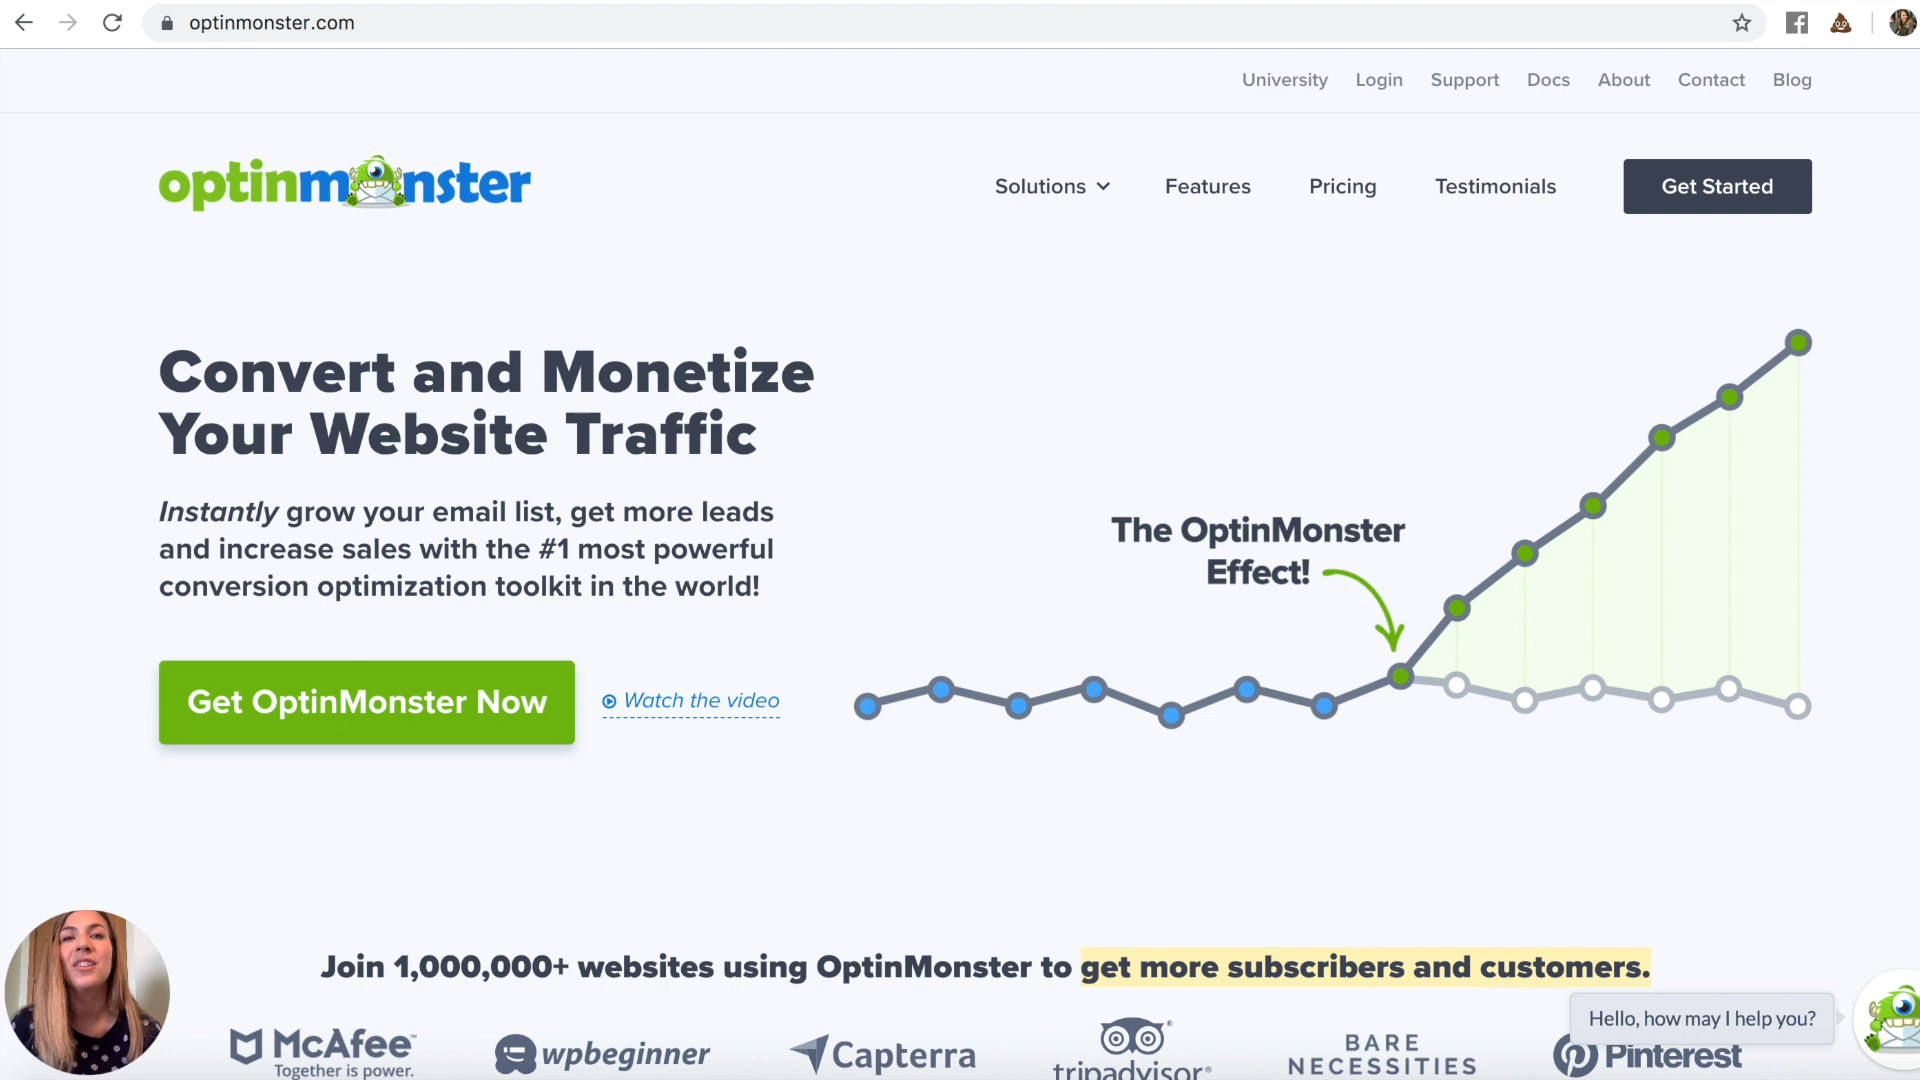 optinmonster.com
University Login Support Docs About Contact Blog
optinmonster
Solutions Features Pricing Testimonials Get Started
Convert and Monetize
Your Website Traffic
Instantly grow your email list, get more leads
and increase sales with the #1 most powerful
conversion optimization toolkit in the world!
Get OptinMonster Now
Watch the video
The OptinMonster
Effect!
Join 1,000,000+ websites using OptinMonster to get more subscribers and customers.
Hello, how may I help you?
McAfee™
Together is power.
wpbeginner
Capterra
tripadvisor®
BARE
NECESSITIES
Pinterest